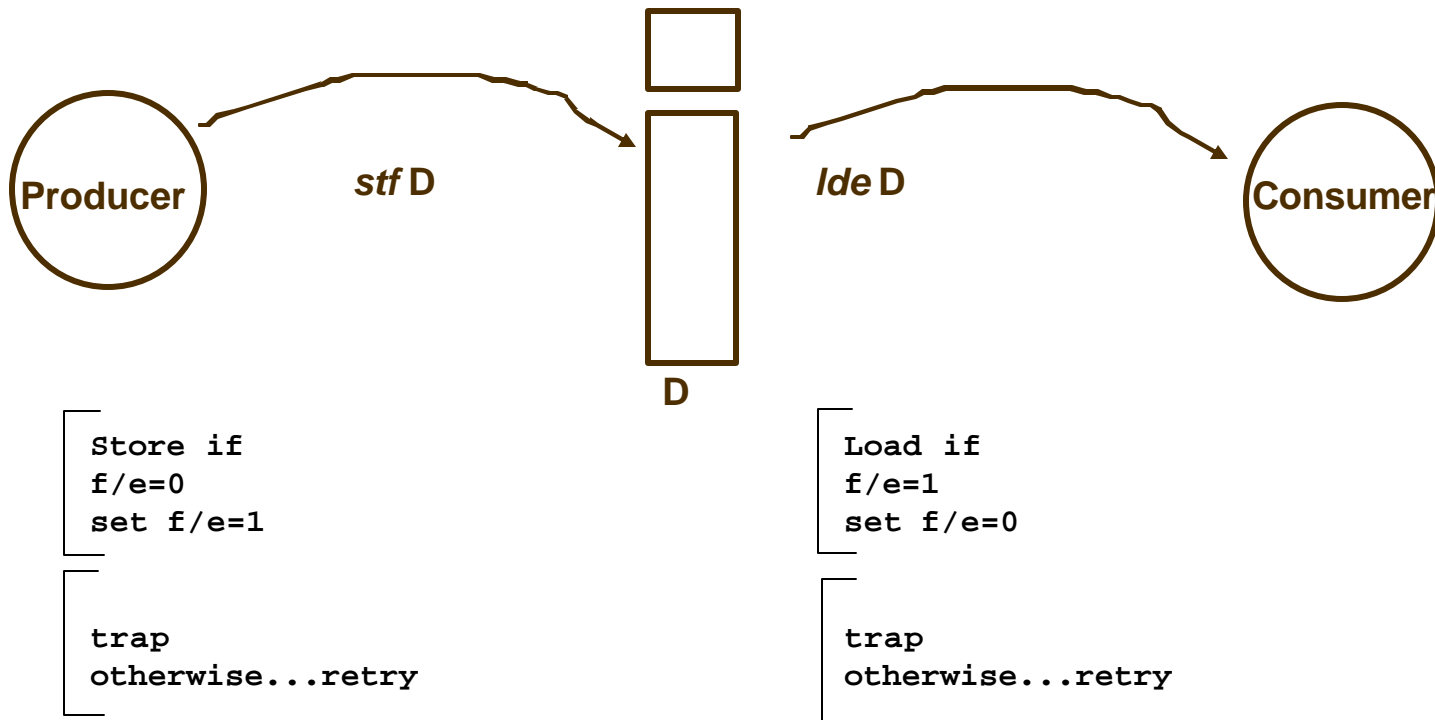 Producer
stf D
lde D
Consumer
D
Store if
f/e=0
set f/e=1
trap
otherwise...retry
Load if
f/e=1
set f/e=0
trap
otherwise...retry